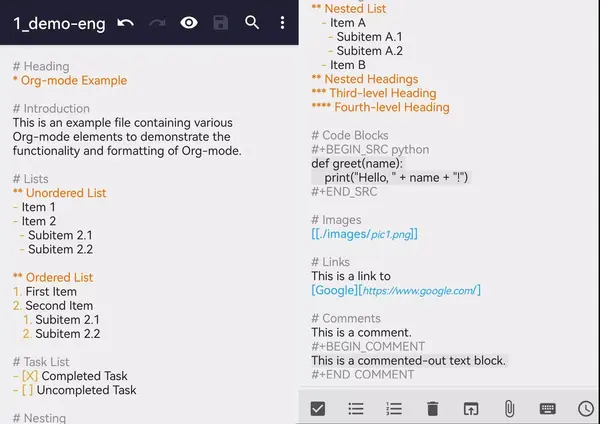 1_demo-eng
# Heading
* Org-mode Example
# Introduction
This is an example file containing various
Org-mode elements to demonstrate the
functionality and formatting of Org-mode.
# Lists
** Unordered List
- Item 1
- Item 2
- Subitem 2.1
- Subitem 2.2
** Ordered List
1. First Item
2. Second Item
1. Subitem 2.1
2. Subitem 2.2
# Task List
- [X] Completed Task
- [ ] Uncompleted Task
# Nesting
** Nested List
- Item A
- Subitem A.1
- Subitem A.2
- Item B
** Nested Headings
*** Third-level Heading
**** Fourth-level Heading
# Code Blocks
#+BEGIN_SRC python
def greet(name):
print("Hello, " + name + "!")
#+END_SRC
# Images
[[./images/pic1.png]]
# Links
This is a link to
[Google][https://www.google.com/]
# Comments
This is a comment.
#+BEGIN_COMMENT
This is a commented-out text block.
#+END COMMENT